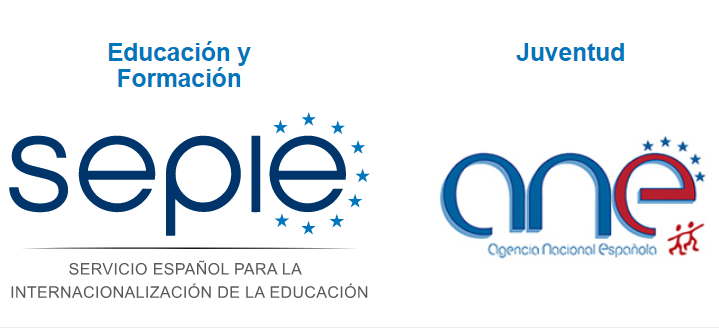 Educación y
Formación
sepie
SERVICIO ESPAÑOL PARA LA
INTERNACIONALIZACIÓN DE LA EDUCACIÓN
Juventud
ane
agencia Nacional Española